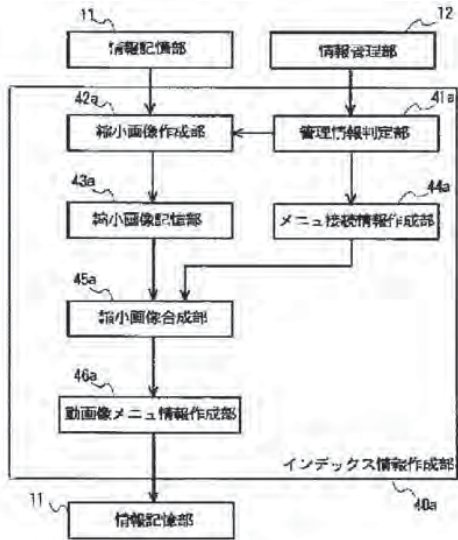 11
12
情報記憶部
情報管理部
42a
41a
縮小画像作成部
管理情報判定部
43a
44a
縮小画像記憶部
メニュー接続情報作成部
45a
縮小画像合成部
46a
動画像メニュー情報作成部
インデックス情報作成部
11
40a
情報記憶部